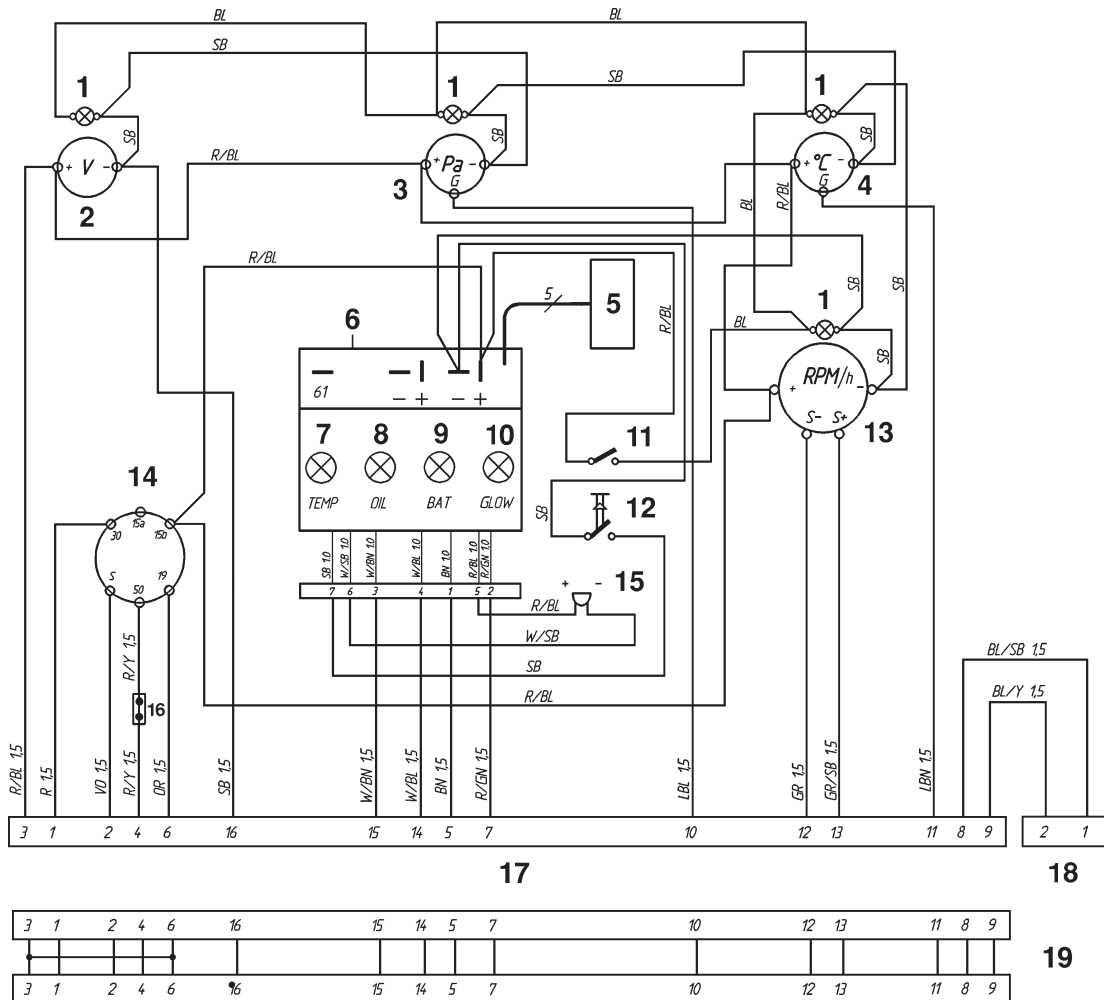 BL
BL
SB
SB
1
1
1
SB
SB
SB
+ V -
R/BL
+ Pa -
G
+ °C -
G
2
3
4
BL
R/BL
R/BL
SB
SB
5
5
R/BL
1
BL
6
SB
61
- +
- +
RPM/h
+ -
S- S+
13
7 8 9 10
11
TEMP OIL BAT GLOW
14
15a
30
15b
S
50
19
SB
12
SB 1.0
W/SB 1.0
W/BN 1.0
W/BL 1.0
BN 1.0
R/BL 1.0
R/GN 1.0
7 6 3 4 1 5 2
+ -
15
R/BL
W/SB
SB
R/BL
R/Y 1,5
16
BL/SB 1,5
BL/Y 1,5
R/BL 1,5
R 1,5
VO 1,5
R/Y 1,5
OR 1,5
SB 1,5
W/BN 1,5
W/BL 1,5
BN 1,5
R/GN 1,5
LBL 1,5
GR 1,5
GR/SB 1,5
LBN 1,5
3 1 2 4 6 16 15 14 5 7 10 12 13 11 8 9
2 1
17
18
3 1 2 4 6 16 15 14 5 7 10 12 13 11 8 9
19
3 1 2 4 6 16 15 14 5 7 10 12 13 11 8 9